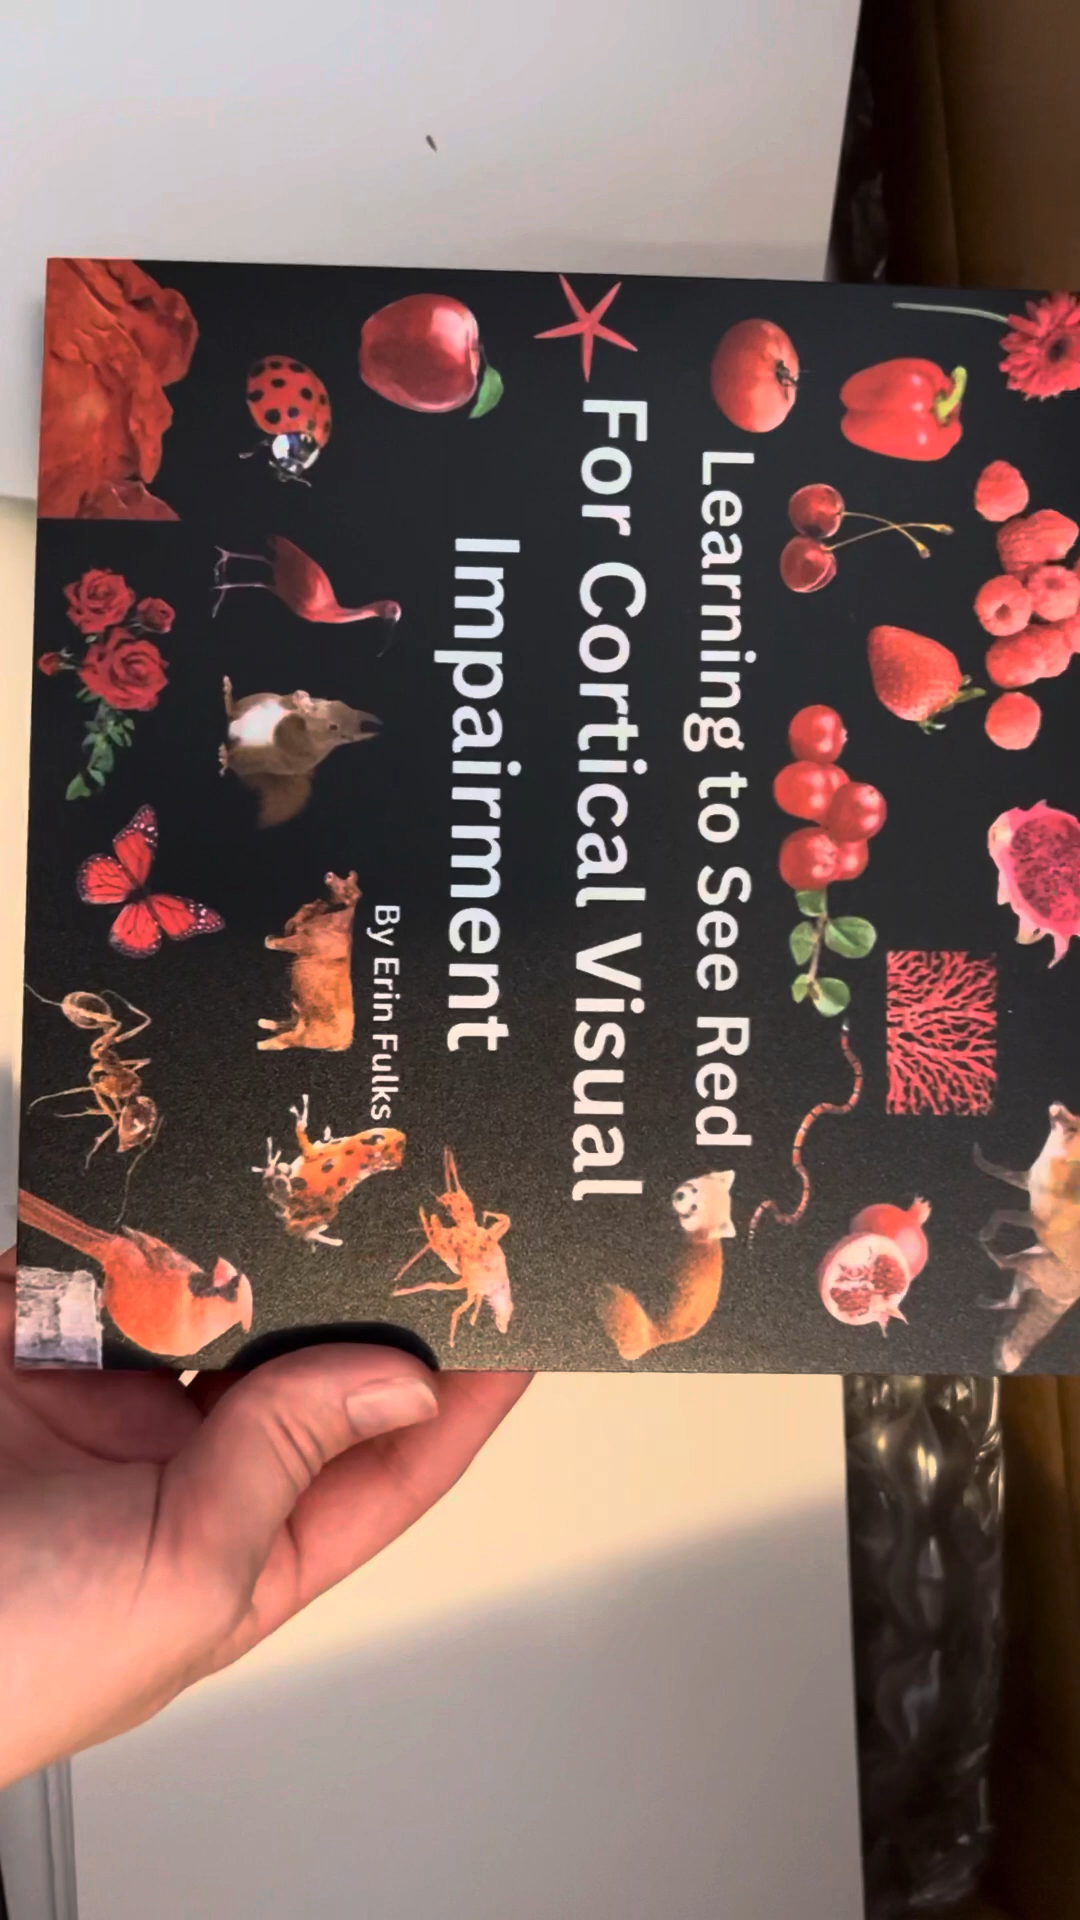 Learning to See Red
For Cortical Visual
Impairment
By Erin Fulks